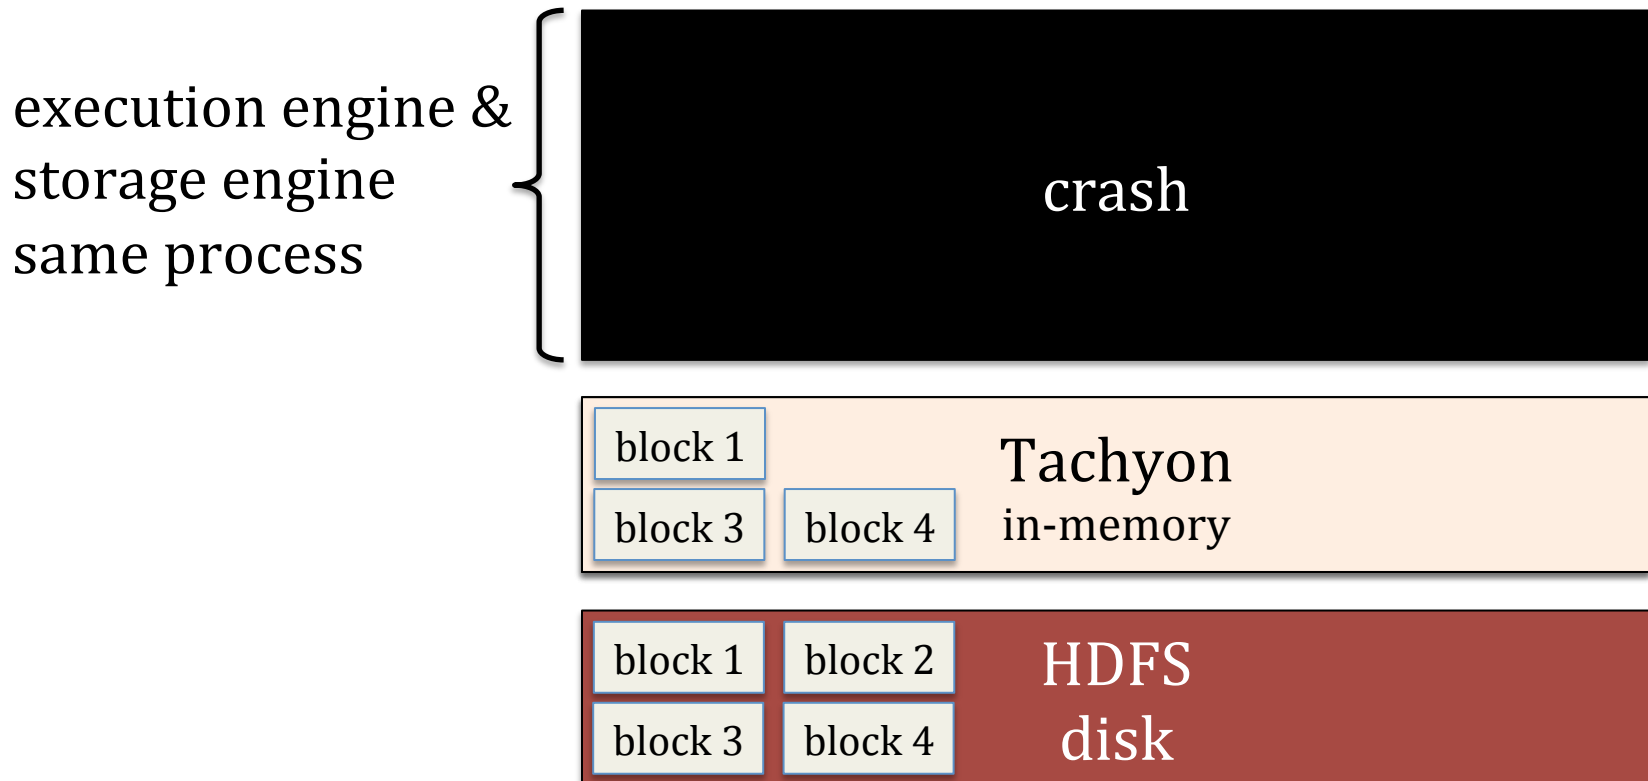 execution engine &
storage engine
same process
crash
block 1
block 3 block 4
Tachyon
in-memory
block 1 block 2
block 3 block 4
HDFS
disk